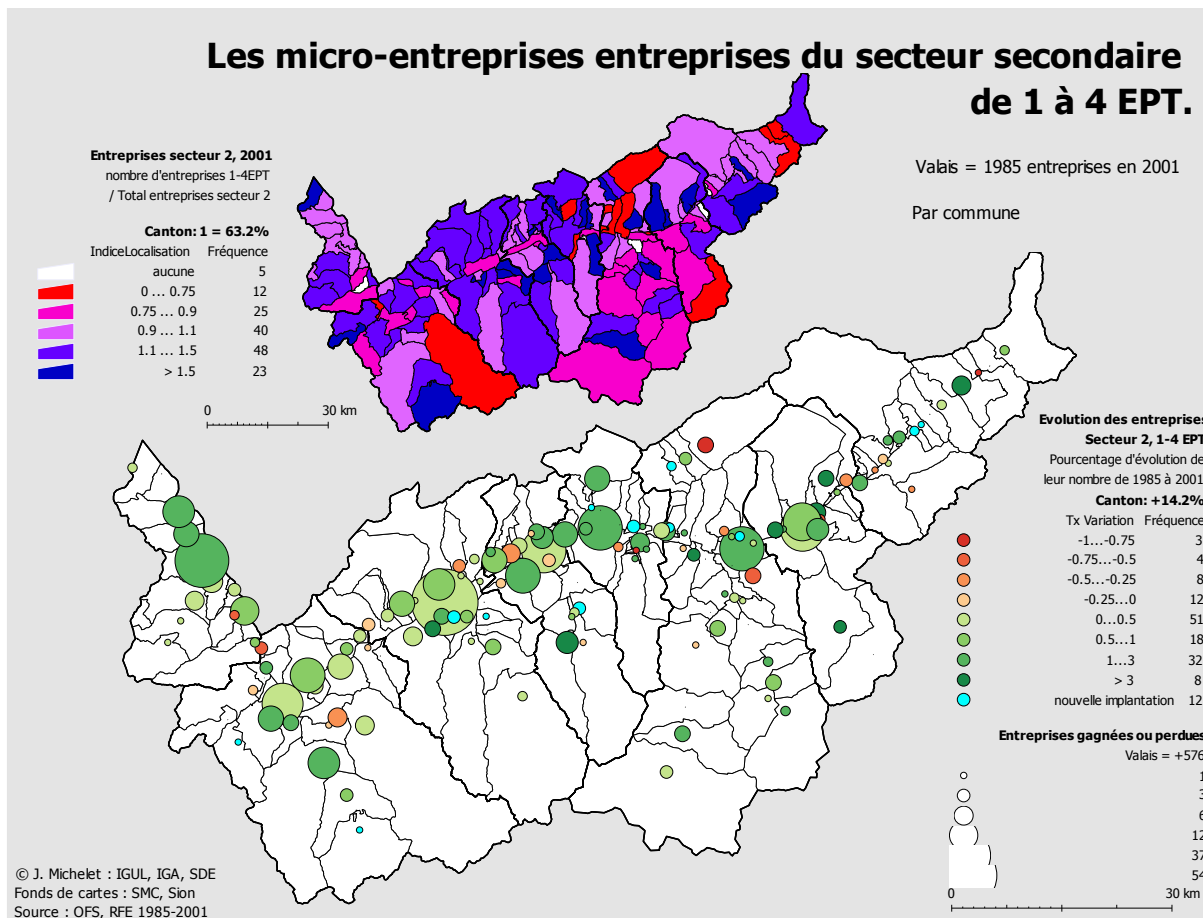 Les micro-entreprises entreprises du secteur secondaire
de 1 à 4 EPT.
Valais = 1985 entreprises en 2001
Par commune
Entreprises secteur 2, 2001
nombre d'entreprises 1-4EPT
/ Total entreprises secteur 2
Canton: 1 = 63.2%
IndiceLocalisation Fréquence
aucune 5
0 ... 0.75 12
0.75 ... 0.9 25
0.9 ... 1.1 40
1.1 ... 1.5 48
> 1.5 23
0 30 km
Evolution des entreprises
Secteur 2, 1-4 EPT
Pourcentage d'évolution de
leur nombre de 1985 à 2001
Canton: +14.2%
Tx Variation Fréquence
-1...-0.75 3
-0.75...-0.5 4
-0.5...-0.25 8
-0.25...0 12
0...0.5 51
0.5...1 18
1...3 32
> 3 8
nouvelle implantation 12
Entreprises gagnées ou perdues
Valais = +576
1
3
6
12
37
54
0 30 km
© J. Michelet : IGUL, IGA, SDE
Fonds de cartes : SMC, Sion
Source : OFS, RFE 1985-2001